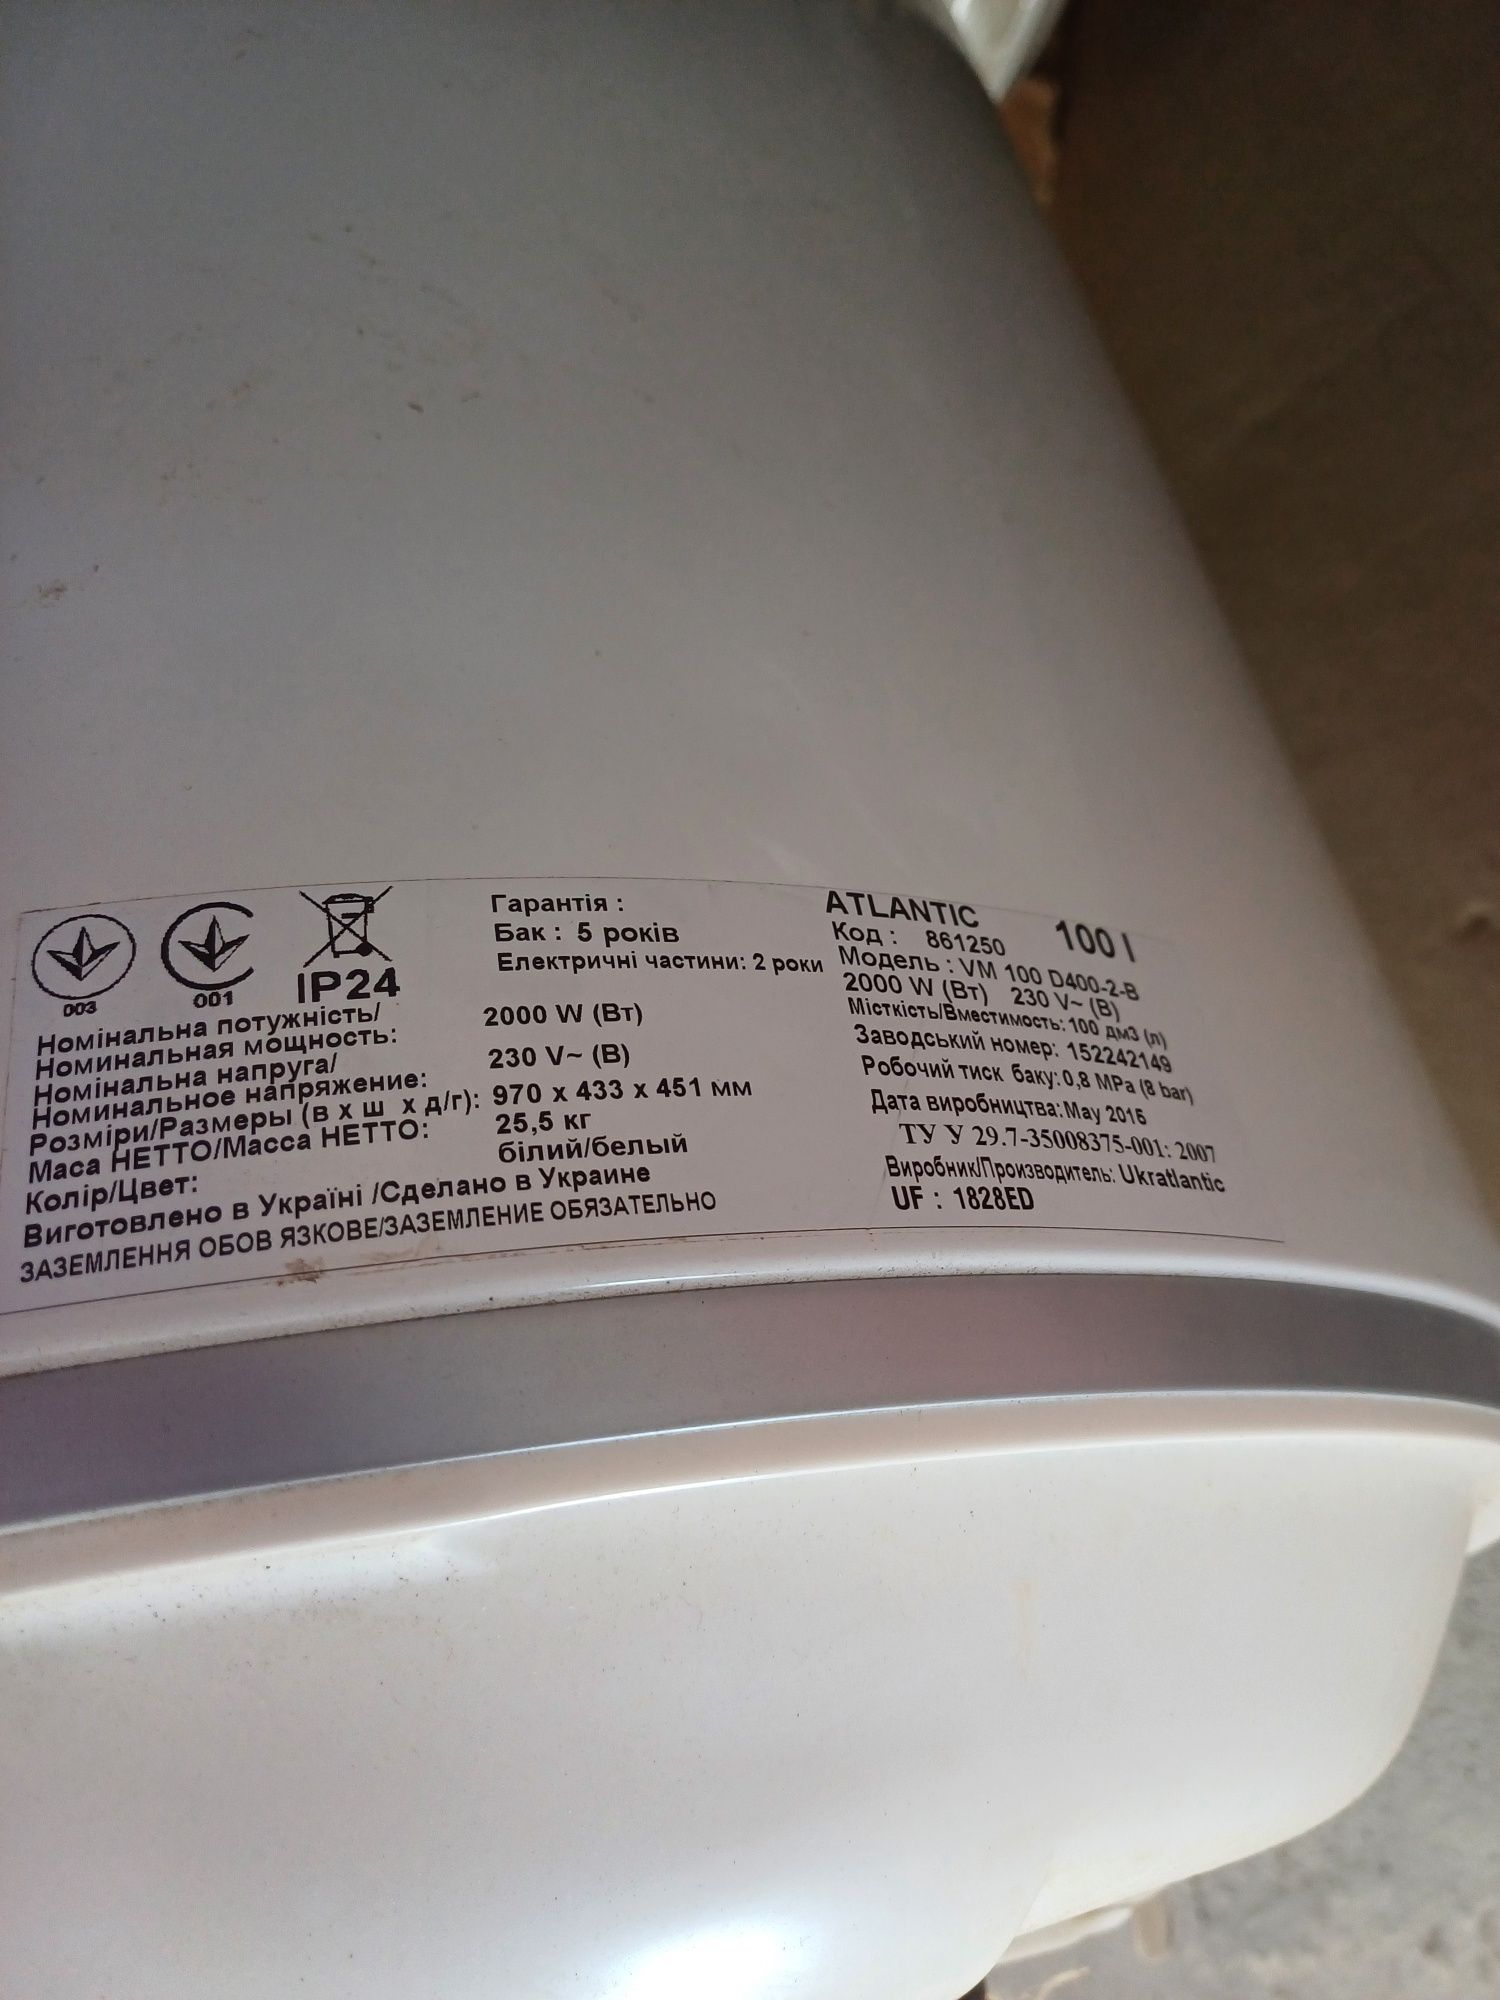 003
001
IP24
Номінальна потужність/
Номинальная мощность:
2000 W (Вт)
Номінальна напруга/
Номинальное напряжение:
230 V~ (В)
Розміри/Размеры (в х ш х д/г): 970 x 433 x 451 мм
Маса НЕТТО/Масса НЕТТО: 25,5 кг
Колір/Цвет: білий/белый
Виготовлено в Україні /Сделано в Украине
ЗАЗЕМЛЕННЯ ОБОВ ЯЗКОВЕ/ЗАЗЕМЛЕНИЕ ОБЯЗАТЕЛЬНО
Гарантія :
Бак : 5 років
Електричні частини: 2 роки
ATLANTIC 100 l
Код : 861250
Модель : VM 100 D400-2-B
2000 W (Вт) 230 V~ (В)
Місткість/Вместимость: 100 дм3 (л)
Заводський номер: 152242149
Робочий тиск баку: 0,8 MPa (8 bar)
Дата виробництва: May 2016
ТУ У 29.7-35008375-001: 2007
Виробник/Производитель: Ukratlantic
UF : 1828ED